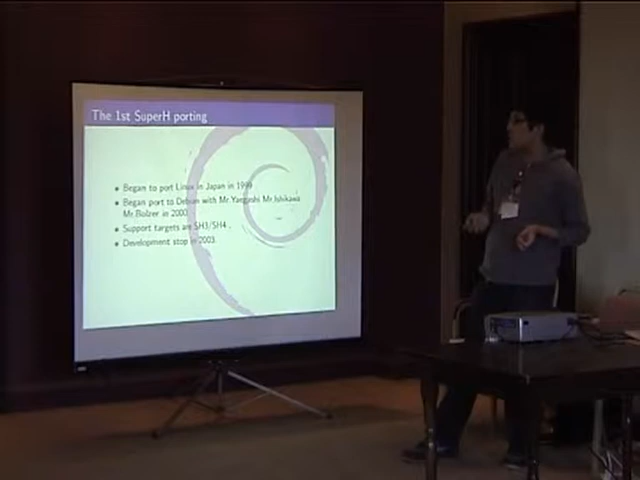 The 1st SuperH porting
Began to port Linux in Japan in 1999
Began port to Debian with Mr.Yaegashi Mr.Ishikawa
Mr.Bolzer in 2000
Support targets are SH3/SH4 .
Development stop in 2003.